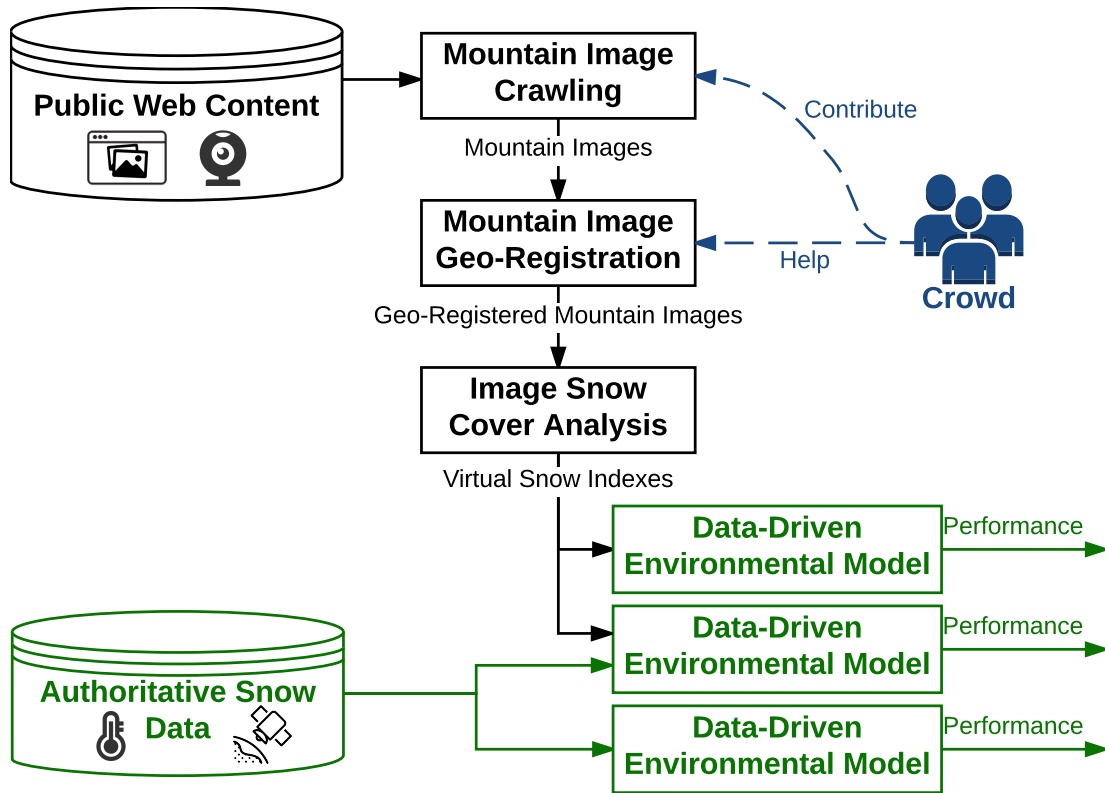 Public Web Content
Mountain Image
Crawling
Contribute
Mountain Images
Mountain Image
Geo-Registration
Help
Crowd
Geo-Registered Mountain Images
Image Snow
Cover Analysis
Virtual Snow Indexes
Data-Driven
Environmental Model
Performance
Data-Driven
Environmental Model
Performance
Authoritative Snow
Data
Data-Driven
Environmental Model
Performance